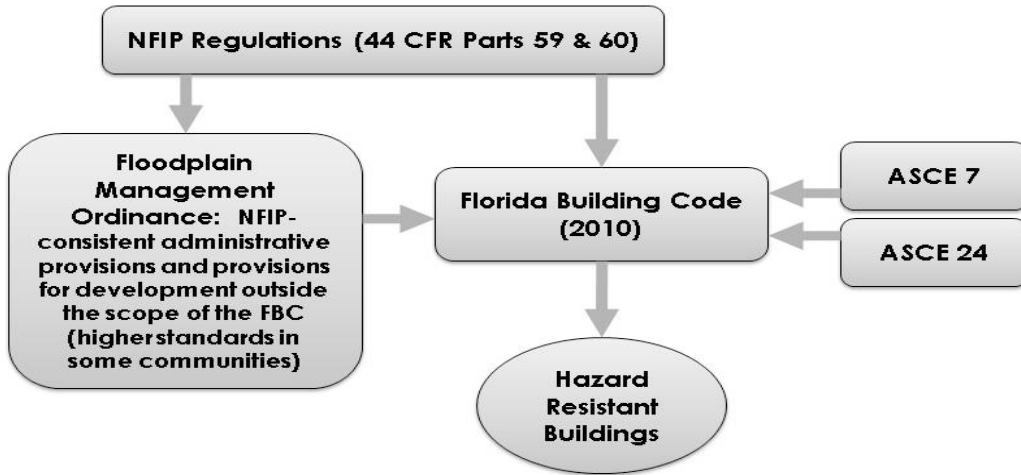 NFIP Regulations (44 CFR Parts 59 & 60)
Floodplain
Management
Ordinance: NFIP-
consistent administrative
provisions and provisions
for development outside
the scope of the FBC
(higher standards in
some communities)
Florida Building Code
(2010)
ASCE 7
ASCE 24
Hazard
Resistant
Buildings